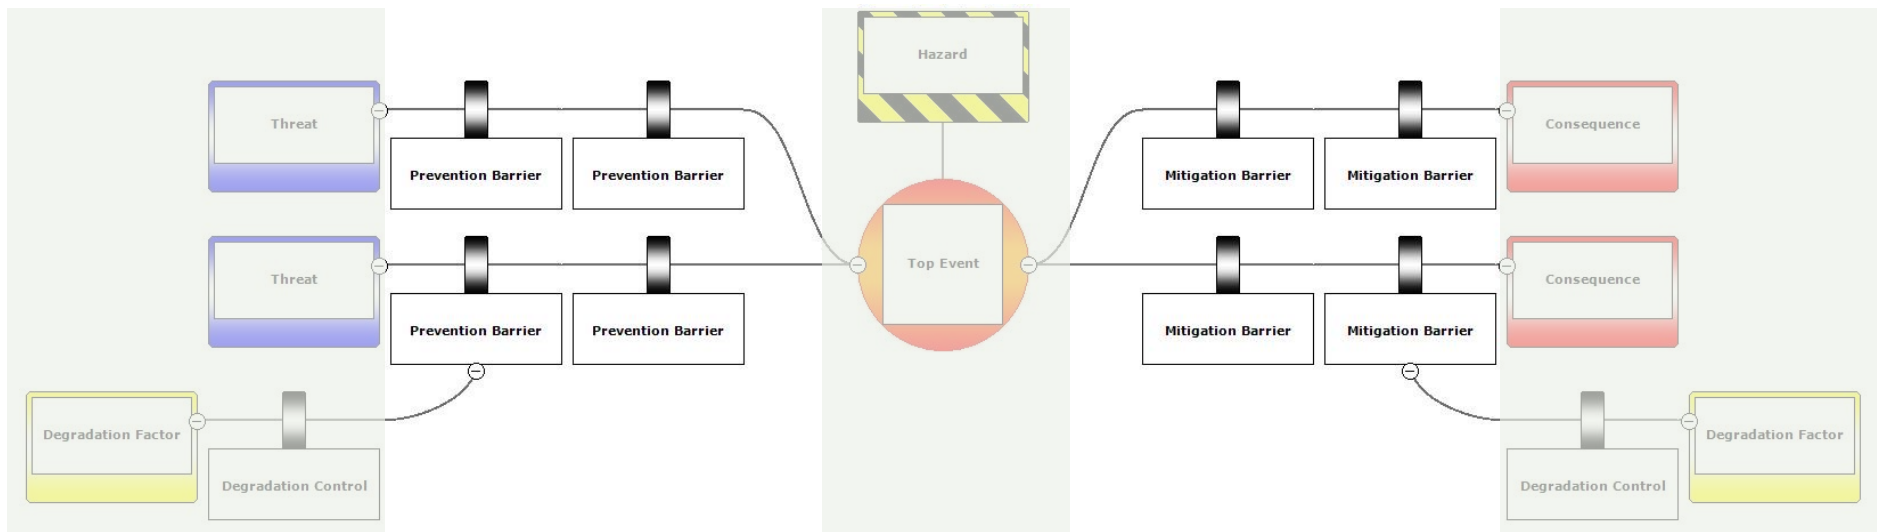 Hazard
Threat
Prevention Barrier
Prevention Barrier
Mitigation Barrier
Mitigation Barrier
Consequence
Threat
Prevention Barrier
Prevention Barrier
Top Event
Mitigation Barrier
Mitigation Barrier
Consequence
Degradation Factor
Degradation Control
Degradation Factor
Degradation Control